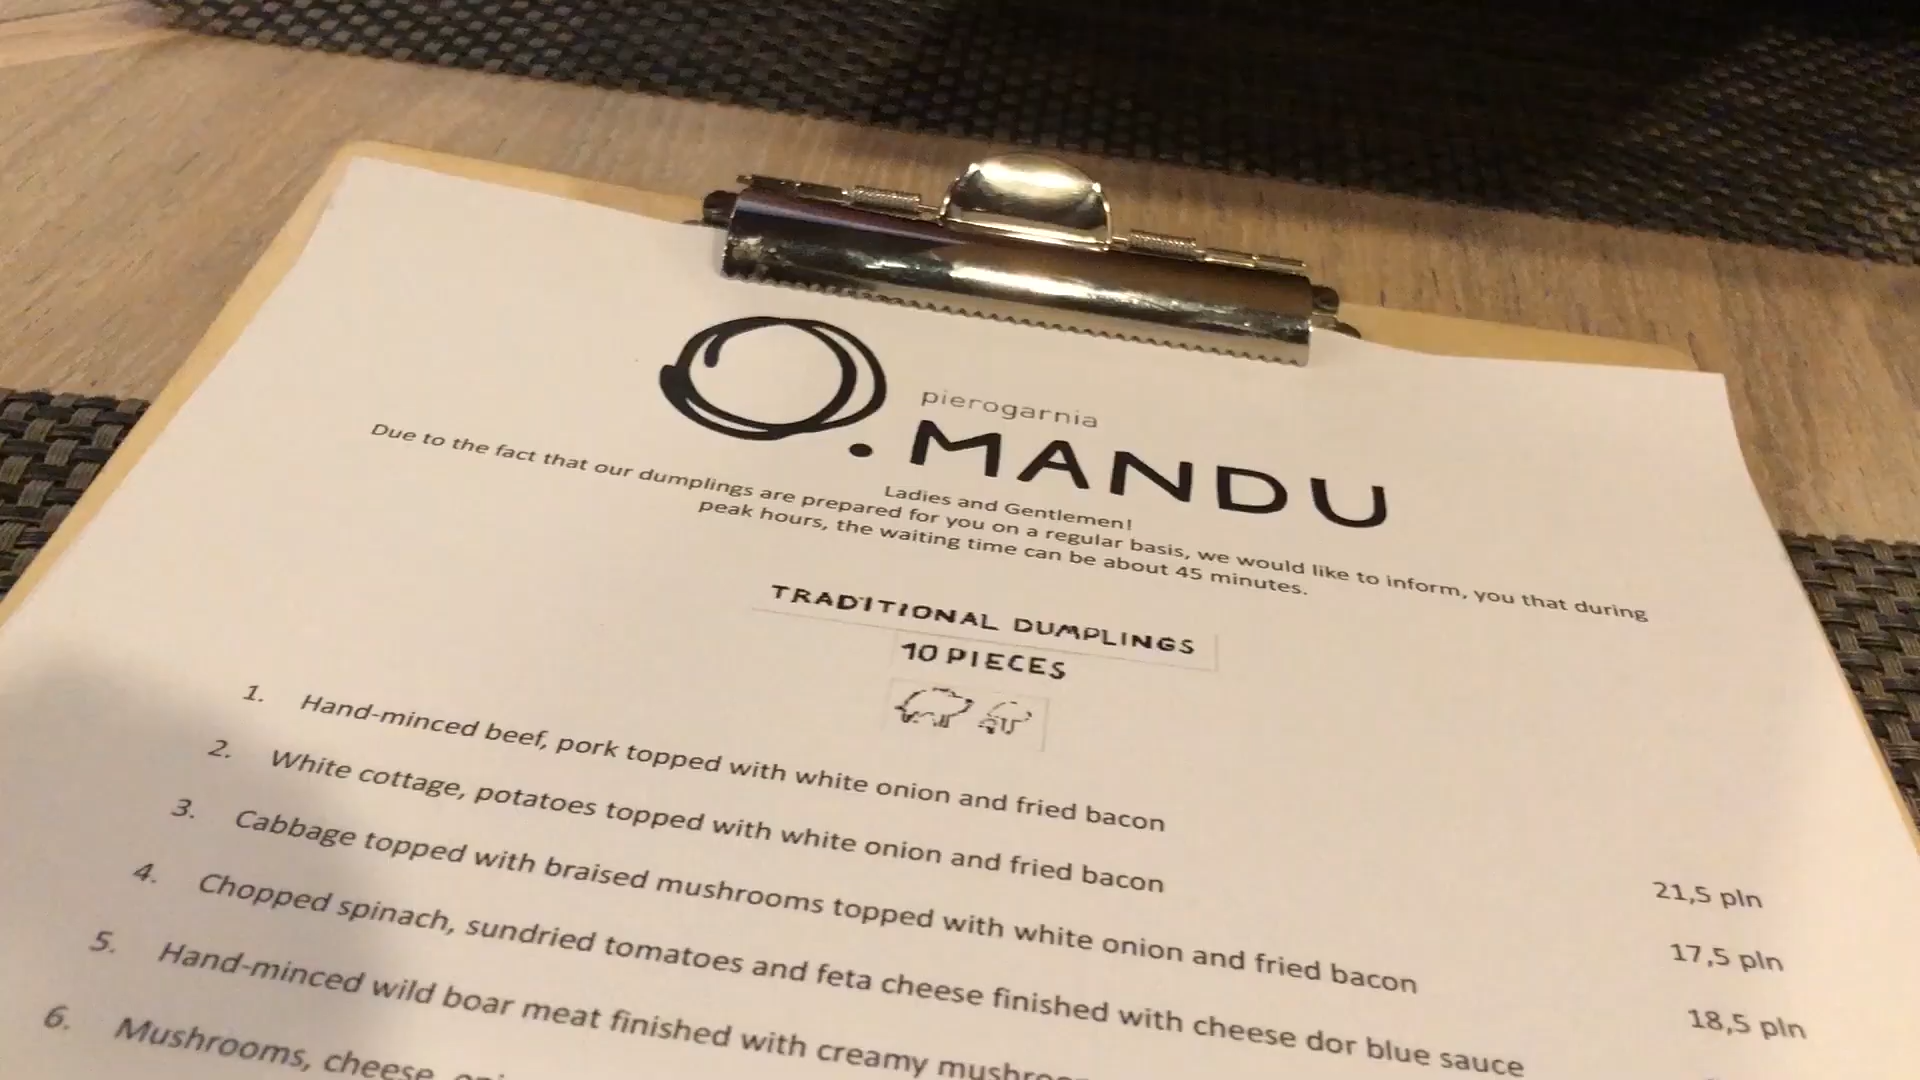 pierogarnia
O.MANDU
Ladies and Gentlemen!
Due to the fact that our dumplings are prepared for you on a regular basis, we would like to inform, you that during
peak hours, the waiting time can be about 45 minutes.
TRADITIONAL DUMPLINGS
10 PIECES
1. Hand-minced beef, pork topped with white onion and fried bacon 21,5 pln
2. White cottage, potatoes topped with white onion and fried bacon 17,5 pln
3. Cabbage topped with braised mushrooms topped with white onion and fried bacon 18,5 pln
4. Chopped spinach, sundried tomatoes and feta cheese finished with cheese dor blue sauce
5. Hand-minced wild boar meat finished with creamy
6. Mushrooms, cheese,